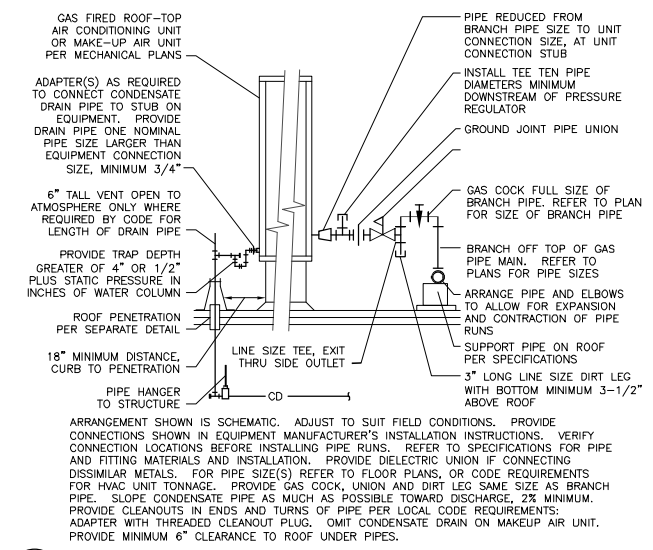 GAS FIRED ROOF-TOP
AIR CONDITIONING UNIT
OR MAKE-UP AIR UNIT
PER MECHANICAL PLANS
ADAPTER(S) AS REQUIRED
TO CONNECT CONDENSATE
DRAIN PIPE TO STUB ON
EQUIPMENT. PROVIDE
DRAIN PIPE ONE NOMINAL
PIPE SIZE LARGER THAN
EQUIPMENT CONNECTION
SIZE, MINIMUM 3/4"
6" TALL VENT OPEN TO
ATMOSPHERE ONLY WHERE
REQUIRED BY CODE FOR
LENGTH OF DRAIN PIPE
PROVIDE TRAP DEPTH
GREATER OF 4" OR 1/2"
PLUS STATIC PRESSURE IN
INCHES OF WATER COLUMN
ROOF PENETRATION
PER SEPARATE DETAIL
18" MINIMUM DISTANCE,
CURB TO PENETRATION
PIPE HANGER
TO STRUCTURE
CD
LINE SIZE TEE, EXIT
THRU SIDE OUTLET
PIPE REDUCED FROM
BRANCH PIPE SIZE TO UNIT
CONNECTION SIZE, AT UNIT
CONNECTION STUB
INSTALL TEE TEN PIPE
DIAMETERS MINIMUM
DOWNSTREAM OF PRESSURE
REGULATOR
GROUND JOINT PIPE UNION
GAS COCK FULL SIZE OF
BRANCH PIPE. REFER TO PLAN
FOR SIZE OF BRANCH PIPE
BRANCH OFF TOP OF GAS
PIPE MAIN. REFER TO
PLANS FOR PIPE SIZES
ARRANGE PIPE AND ELBOWS
TO ALLOW FOR EXPANSION
AND CONTRACTION OF PIPE
RUNS
SUPPORT PIPE ON ROOF
PER SPECIFICATIONS
3" LONG LINE SIZE DIRT LEG
WITH BOTTOM MINIMUM 3-1/2"
ABOVE ROOF
ARRANGEMENT SHOWN IS SCHEMATIC. ADJUST TO SUIT FIELD CONDITIONS. PROVIDE
CONNECTIONS SHOWN IN EQUIPMENT MANUFACTURER'S INSTALLATION INSTRUCTIONS. VERIFY
CONNECTION LOCATIONS BEFORE INSTALLING PIPE RUNS. REFER TO SPECIFICATIONS FOR PIPE
AND FITTING MATERIALS AND INSTALLATION. PROVIDE DIELECTRIC UNION IF CONNECTING
DISSIMILAR METALS. FOR PIPE SIZE(S) REFER TO FLOOR PLANS, OR CODE REQUIREMENTS
FOR HVAC UNIT TONNAGE. PROVIDE GAS COCK, UNION AND DIRT LEG SAME SIZE AS BRANCH
PIPE. SLOPE CONDENSATE PIPE AS MUCH AS POSSIBLE TOWARD DISCHARGE, 2% MINIMUM.
PROVIDE CLEANOUTS IN ENDS AND TURNS OF PIPE PER LOCAL CODE REQUIREMENTS:
ADAPTER WITH THREADED CLEANOUT PLUG. OMIT CONDENSATE DRAIN ON MAKEUP AIR UNIT.
PROVIDE MINIMUM 6" CLEARANCE TO ROOF UNDER PIPES.